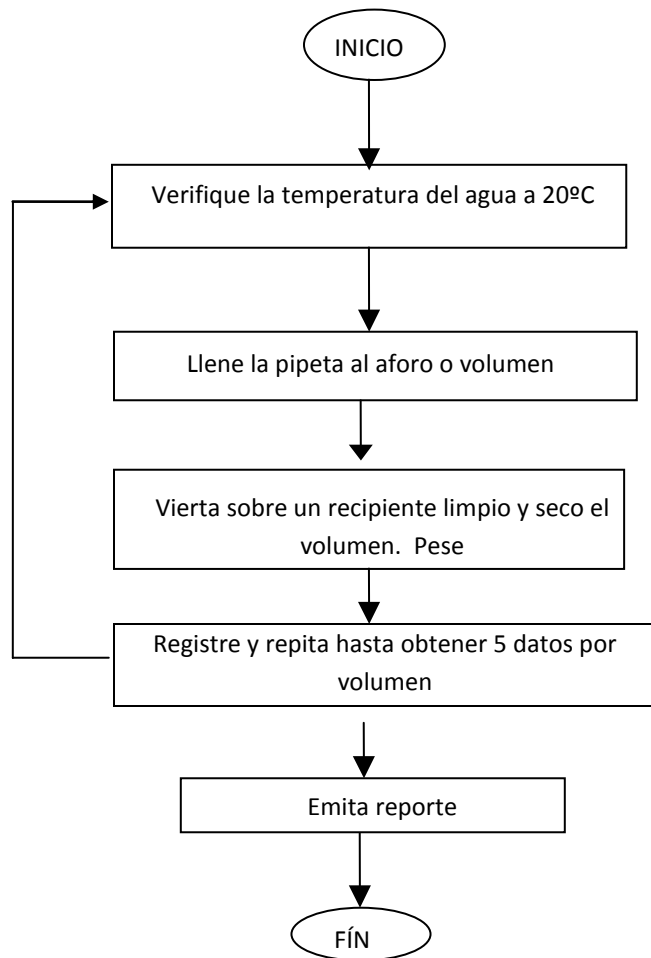 INICIO
Verifique la temperatura del agua a 20ºC
Llene la pipeta al aforo o volumen
Vierta sobre un recipiente limpio y seco el
volumen. Pese
Registre y repita hasta obtener 5 datos por
volumen
Emita reporte
FÍN